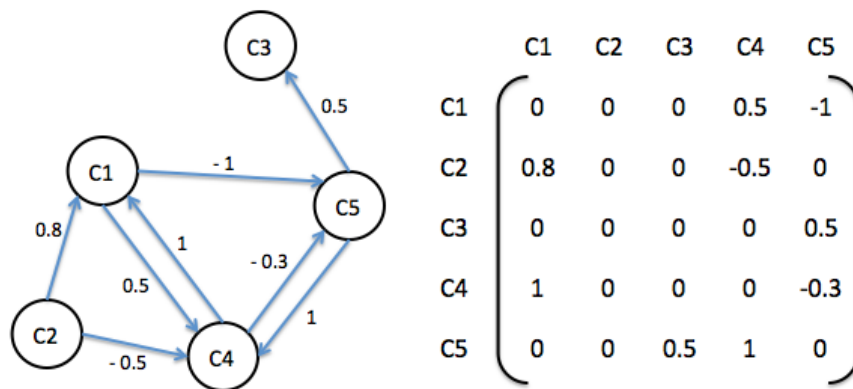 C3
0.5
C1
- 1
C5
0.8
1
- 0.3
0.5
1
C2
- 0.5
C4
C1 C2 C3 C4 C5
C1 0 0 0 0.5 -1
C2 0.8 0 0 -0.5 0
C3 0 0 0 0 0.5
C4 1 0 0 0 -0.3
C5 0 0 0.5 1 0